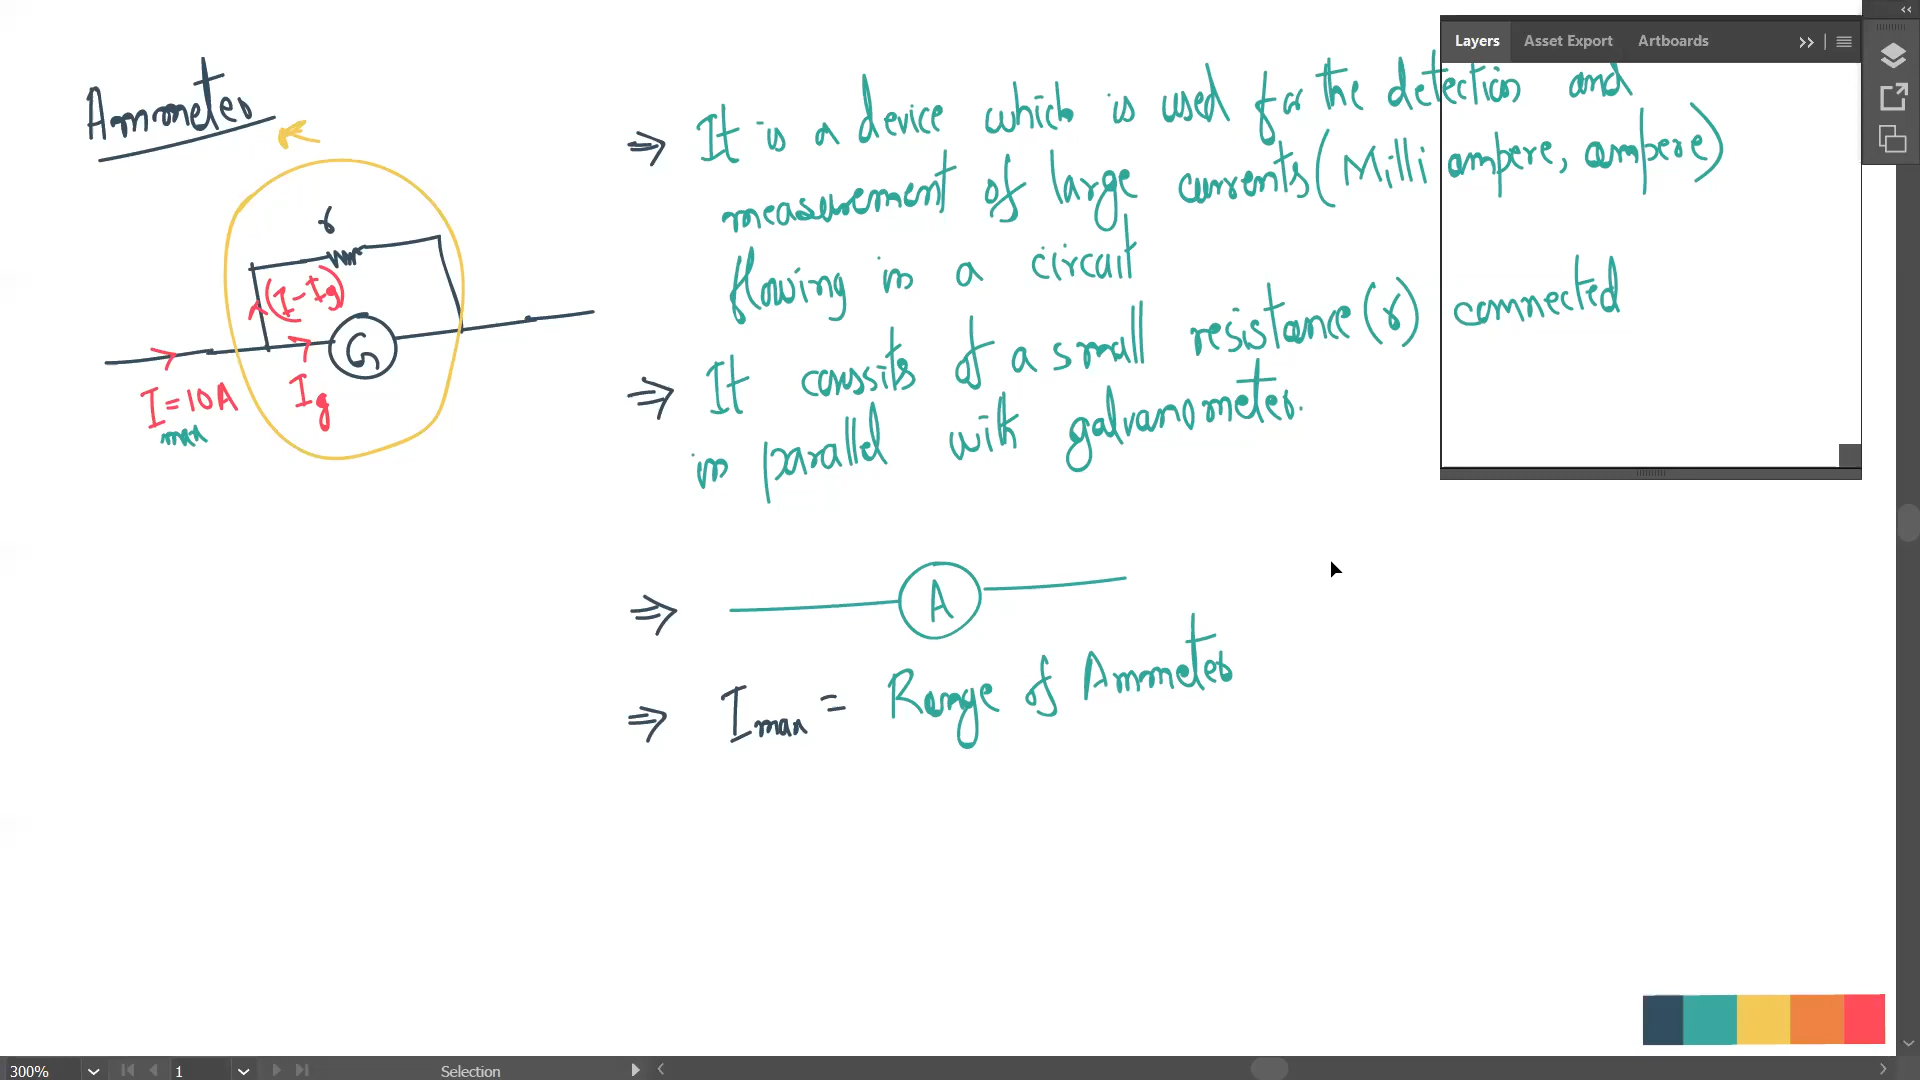 Layers Asset Export Artboards
Ammeter
⇒ It is a device which is used for the detection and
measurement of large currents (Milli ampere, ampere)
flowing in a circuit
r
(I-Ig)
G
I = 10A
max
Ig
⇒ It consits of a small resistance (r) connected
in parallel with galvanometer.
⇒ A
⇒ Imax = Range of Ammeter
300% 1 Selection